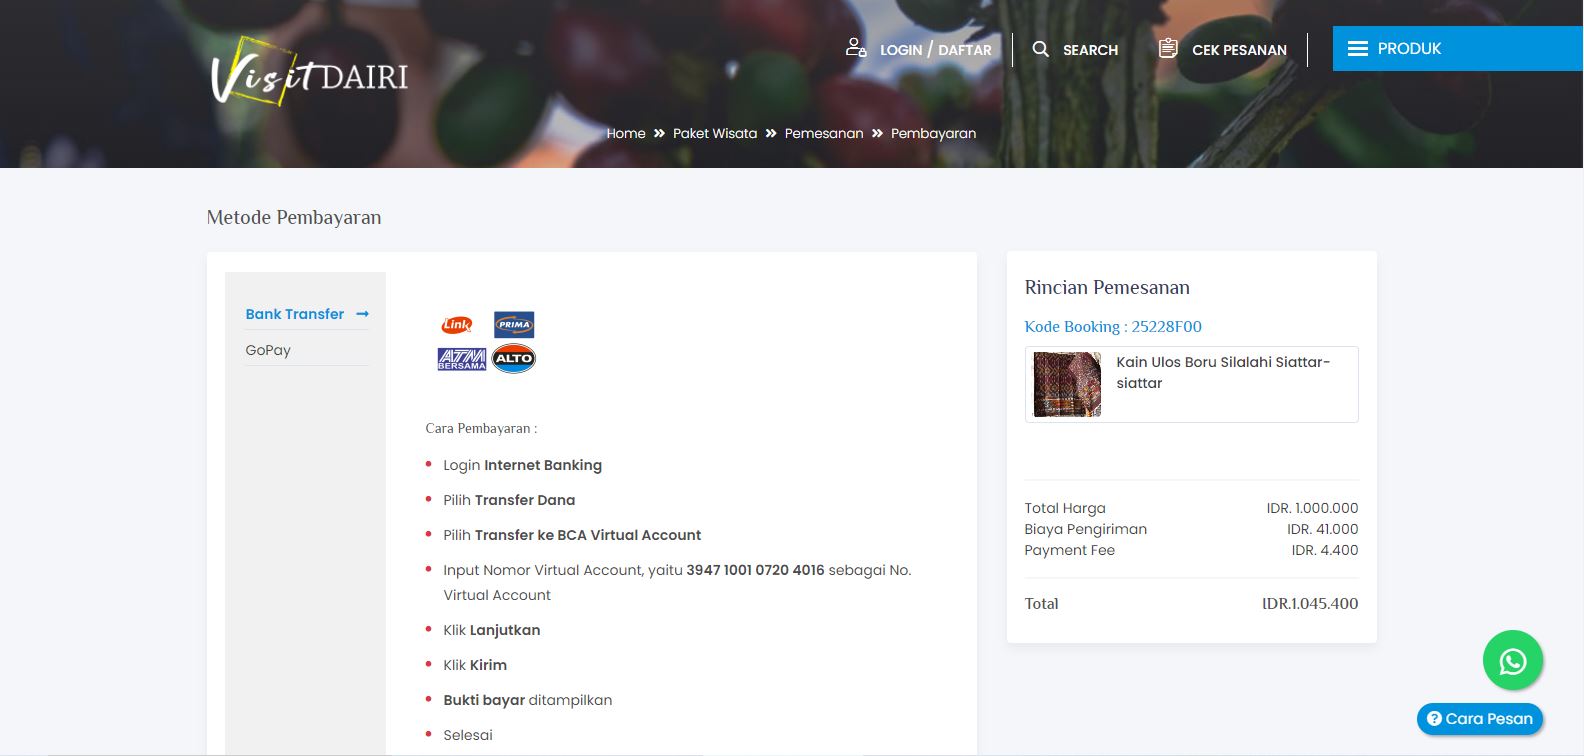 Visit DAIRI
LOGIN / DAFTAR
SEARCH
CEK PESANAN
PRODUK
Home » Paket Wisata » Pemesanan » Pembayaran
Metode Pembayaran
Bank Transfer →
GoPay
Link
PRIMA
ATM
BERSAMA
ALTO
Cara Pembayaran :
Login Internet Banking
Pilih Transfer Dana
Pilih Transfer ke BCA Virtual Account
Input Nomor Virtual Account, yaitu 3947 1001 0720 4016 sebagai No.
Virtual Account
Klik Lanjutkan
Klik Kirim
Bukti bayar ditampilkan
Selesai
Rincian Pemesanan
Kode Booking : 25228F00
Kain Ulos Boru Silalahi Siattar-
siattar
Total Harga IDR. 1.000.000
Biaya Pengiriman IDR. 41.000
Payment Fee IDR. 4.400
Total IDR.1.045.400
Cara Pesan